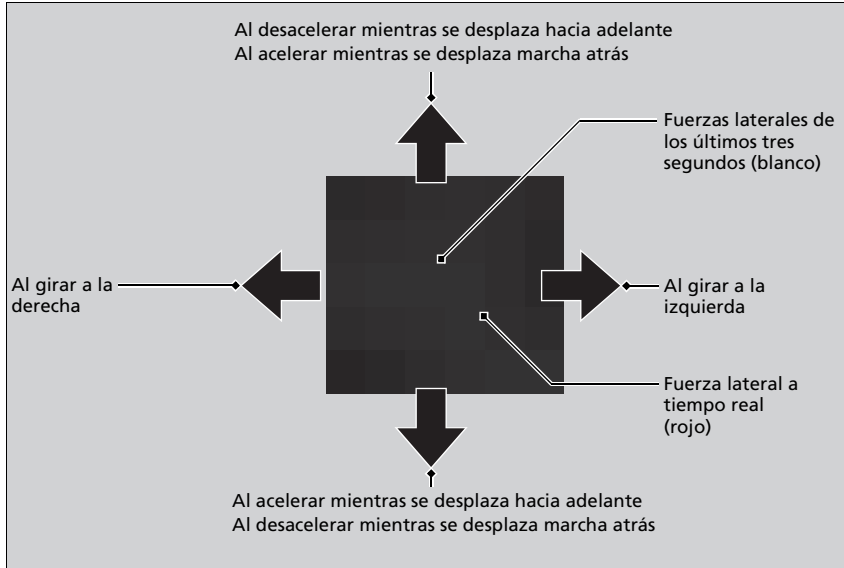 Al desacelerar mientras se desplaza hacia adelante
Al acelerar mientras se desplaza marcha atrás
Fuerzas laterales de
los últimos tres
segundos (blanco)
Al girar a la
derecha
Al girar a la
izquierda
Fuerza lateral a
tiempo real
(rojo)
Al acelerar mientras se desplaza hacia adelante
Al desacelerar mientras se desplaza marcha atrás